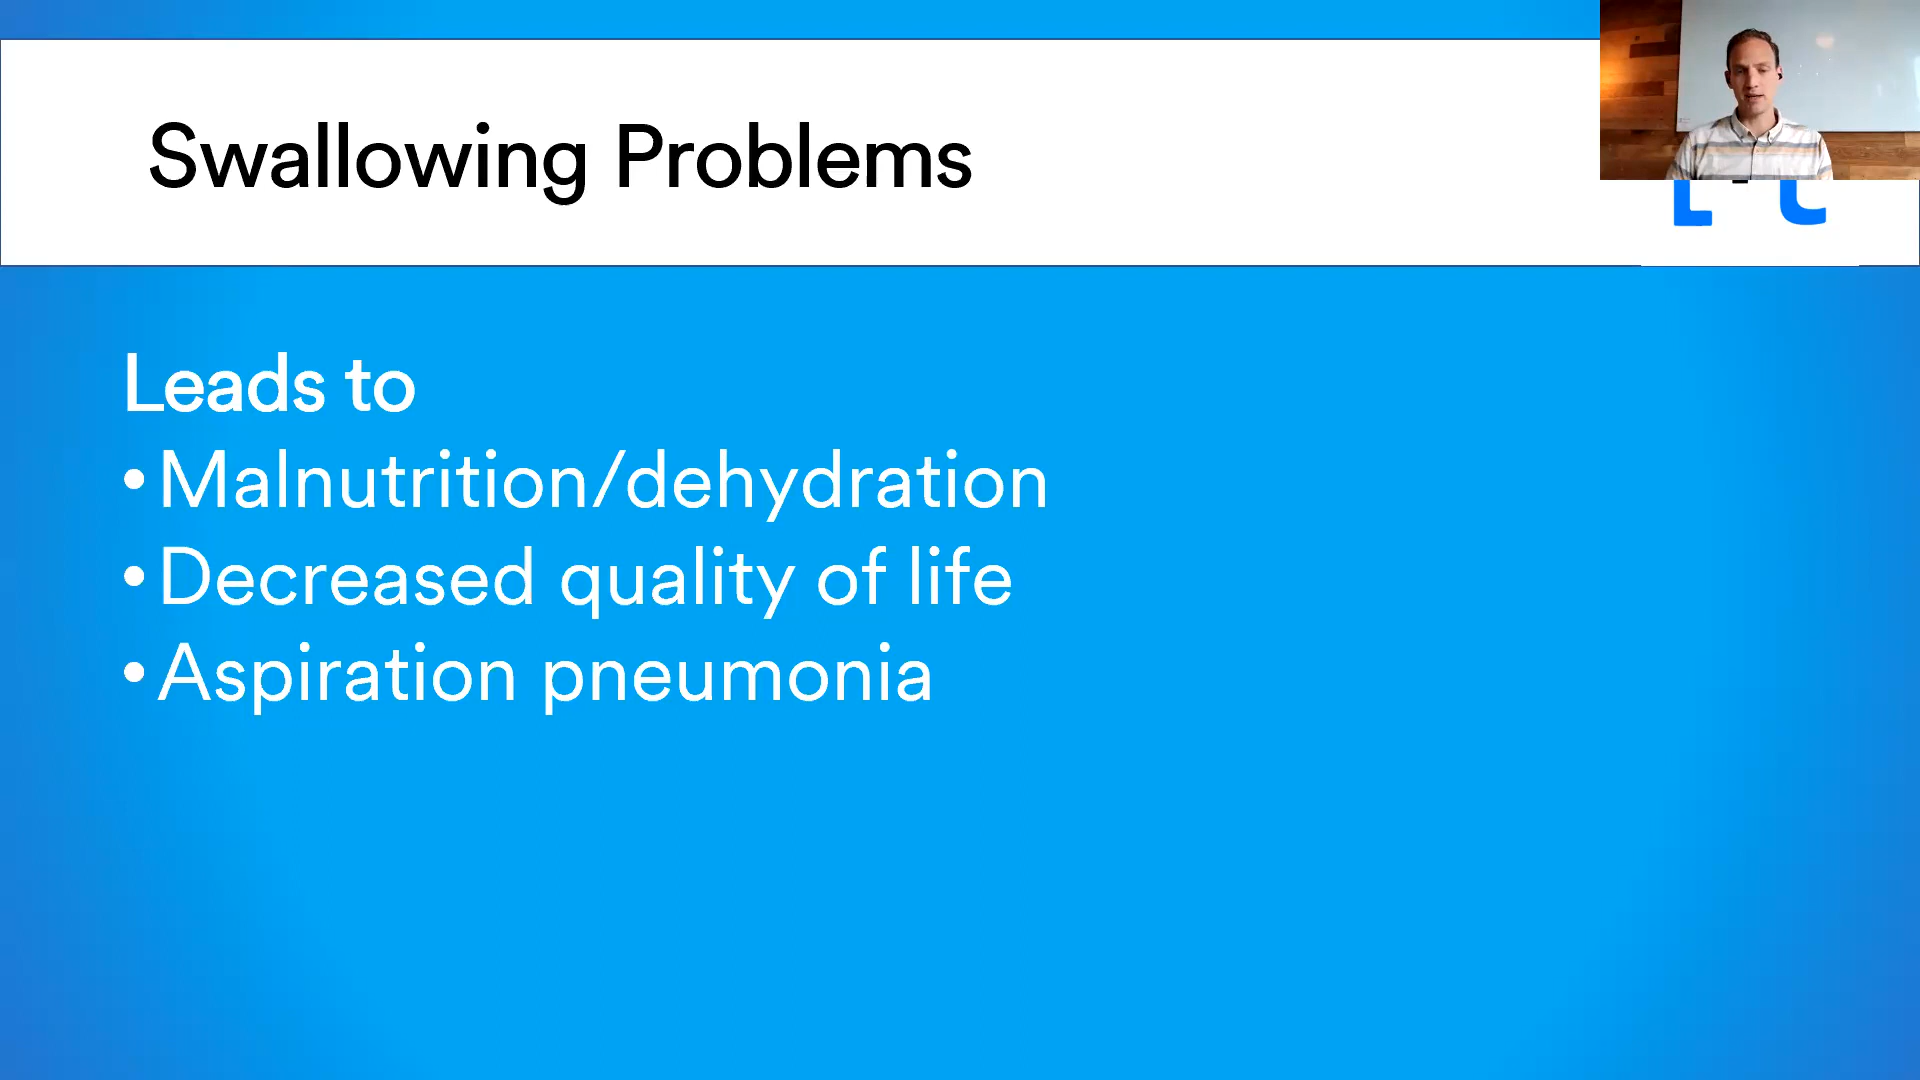 Swallowing Problems
Leads to
•Malnutrition/dehydration
•Decreased quality of life
•Aspiration pneumonia